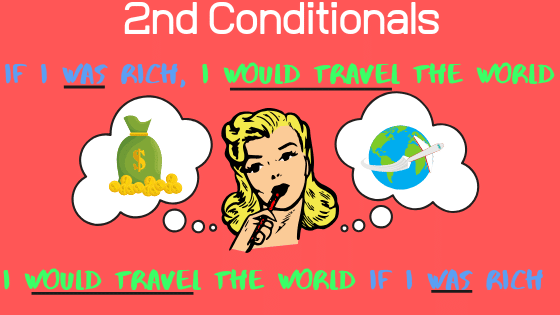 2nd Conditionals
IF I WAS RICH, I WOULD TRAVEL THE WORLD
$
I WOULD TRAVEL THE WORLD IF I WAS RICH